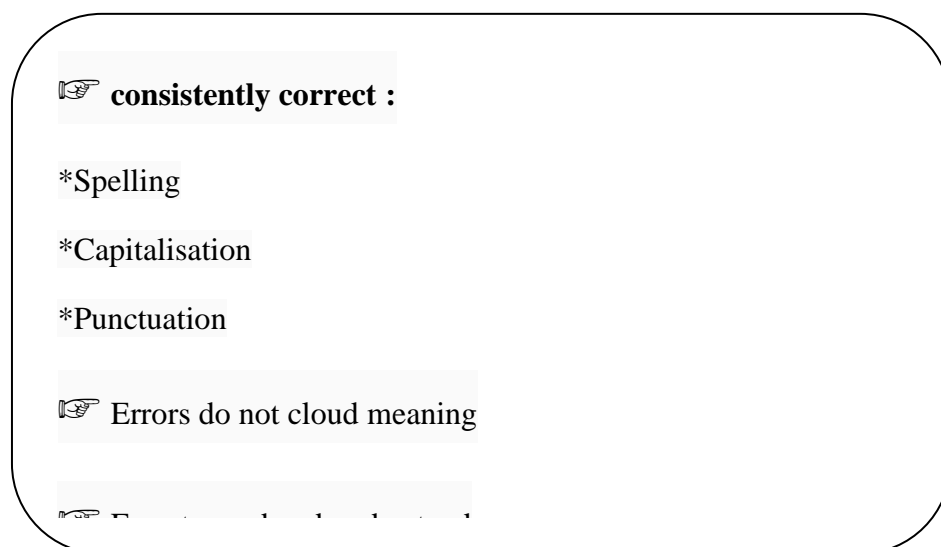 ☞ consistently correct :
*Spelling
*Capitalisation
*Punctuation
☞ Errors do not cloud meaning
☞